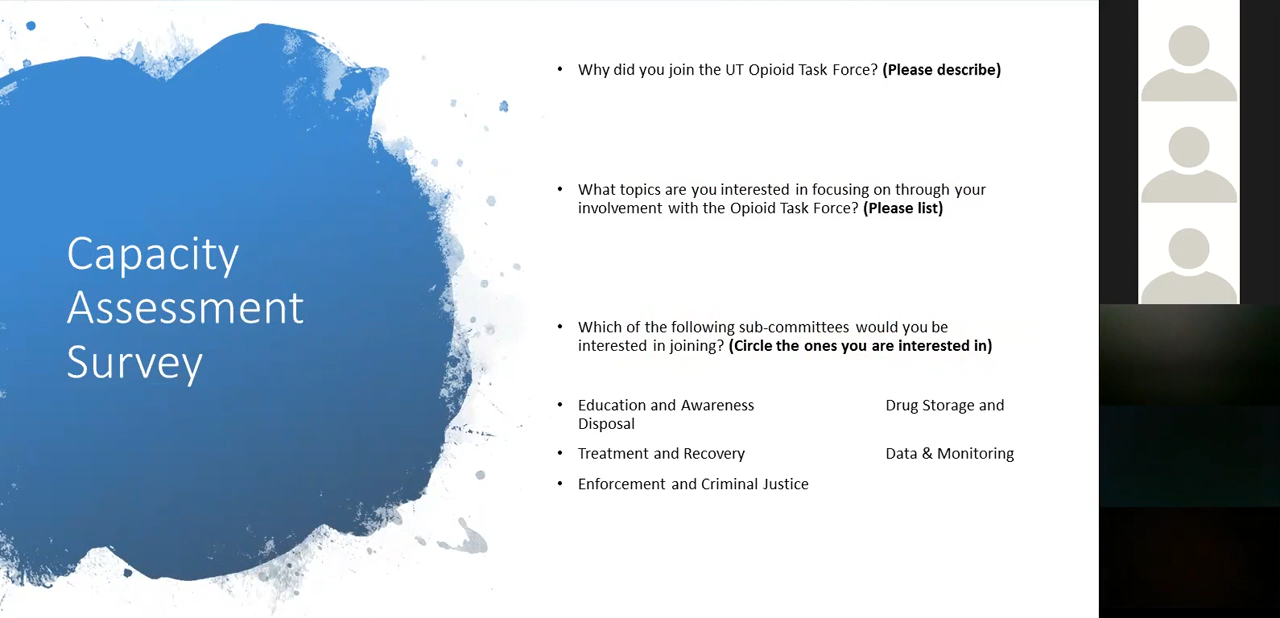 Capacity
Assessment
Survey
• Why did you join the UT Opioid Task Force? (Please describe)
• What topics are you interested in focusing on through your
involvement with the Opioid Task Force? (Please list)
• Which of the following sub-committees would you be
interested in joining? (Circle the ones you are interested in)
• Education and Awareness Drug Storage and
Disposal
• Treatment and Recovery Data & Monitoring
• Enforcement and Criminal Justice